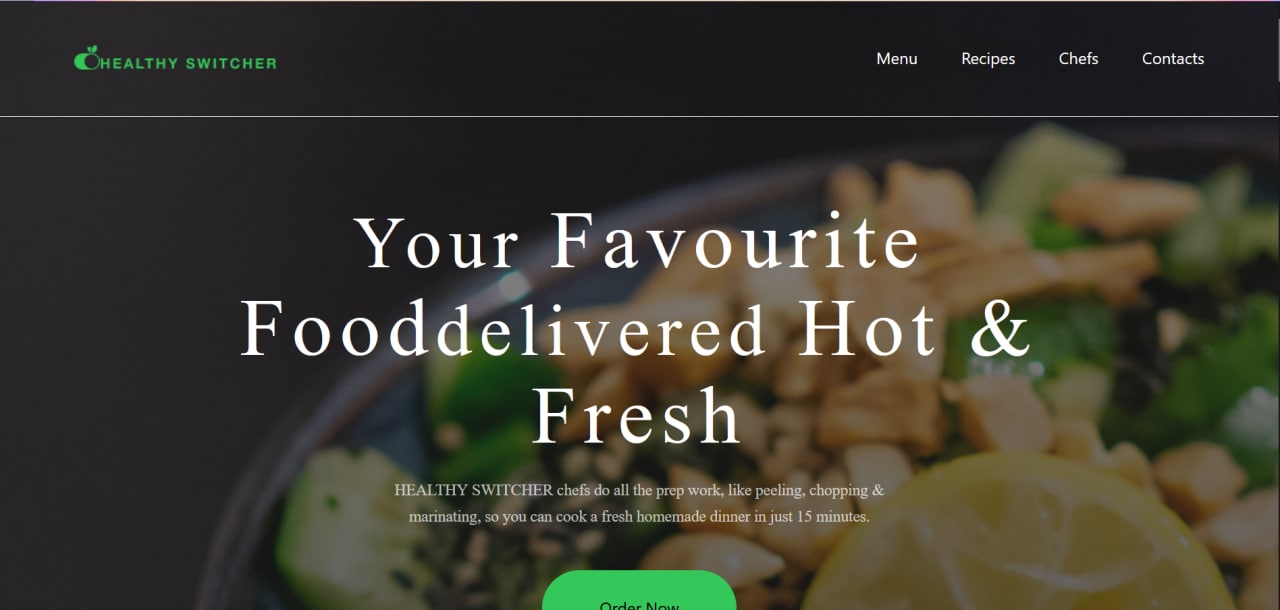 HEALTHY SWITCHER
Menu Recipes Chefs Contacts
Your Favourite
Fooddelivered Hot &
Fresh
HEALTHY SWITCHER chefs do all the prep work, like peeling, chopping &
marinating, so you can cook a fresh homemade dinner in just 15 minutes.
Order Now